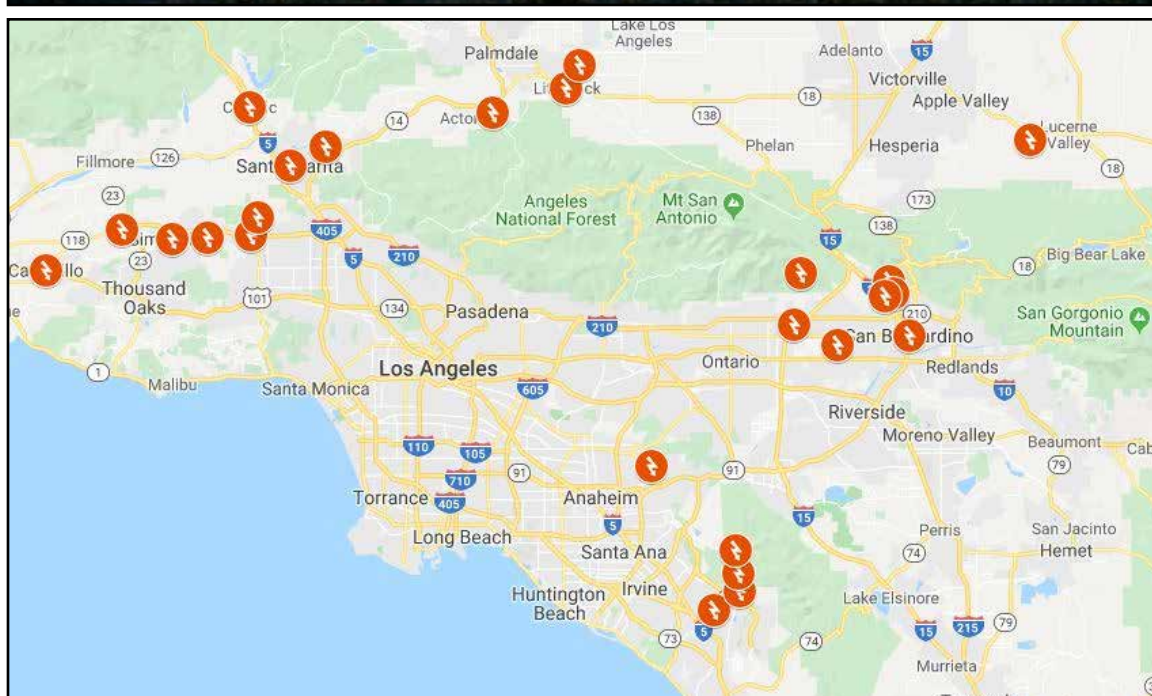 Lake Los
Angeles
Palmdale
Adelanto
15
Victorville
Apple Valley
18
138
14
Phelan
Hesperia
Lucerne
Valley
18
5
Fillmore
126
Angeles
National Forest
Mt San
Antonio
173
138
15
23
118
23
405
5
210
18
Big Bear Lake
Thousand
Oaks
101
134
Pasadena
210
210
San Gorgonio
Mountain
Ontario
Redlands
1
Malibu
Santa Monica
Los Angeles
605
10
Riverside
Moreno Valley
Beaumont
110
105
91
91
79
710
405
Torrance
Anaheim
5
15
Long Beach
Santa Ana
Perris
San Jacinto
Hemet
74
Huntington
Beach
Irvine
Lake Elsinore
73
5
74
15
215
79
Murrieta